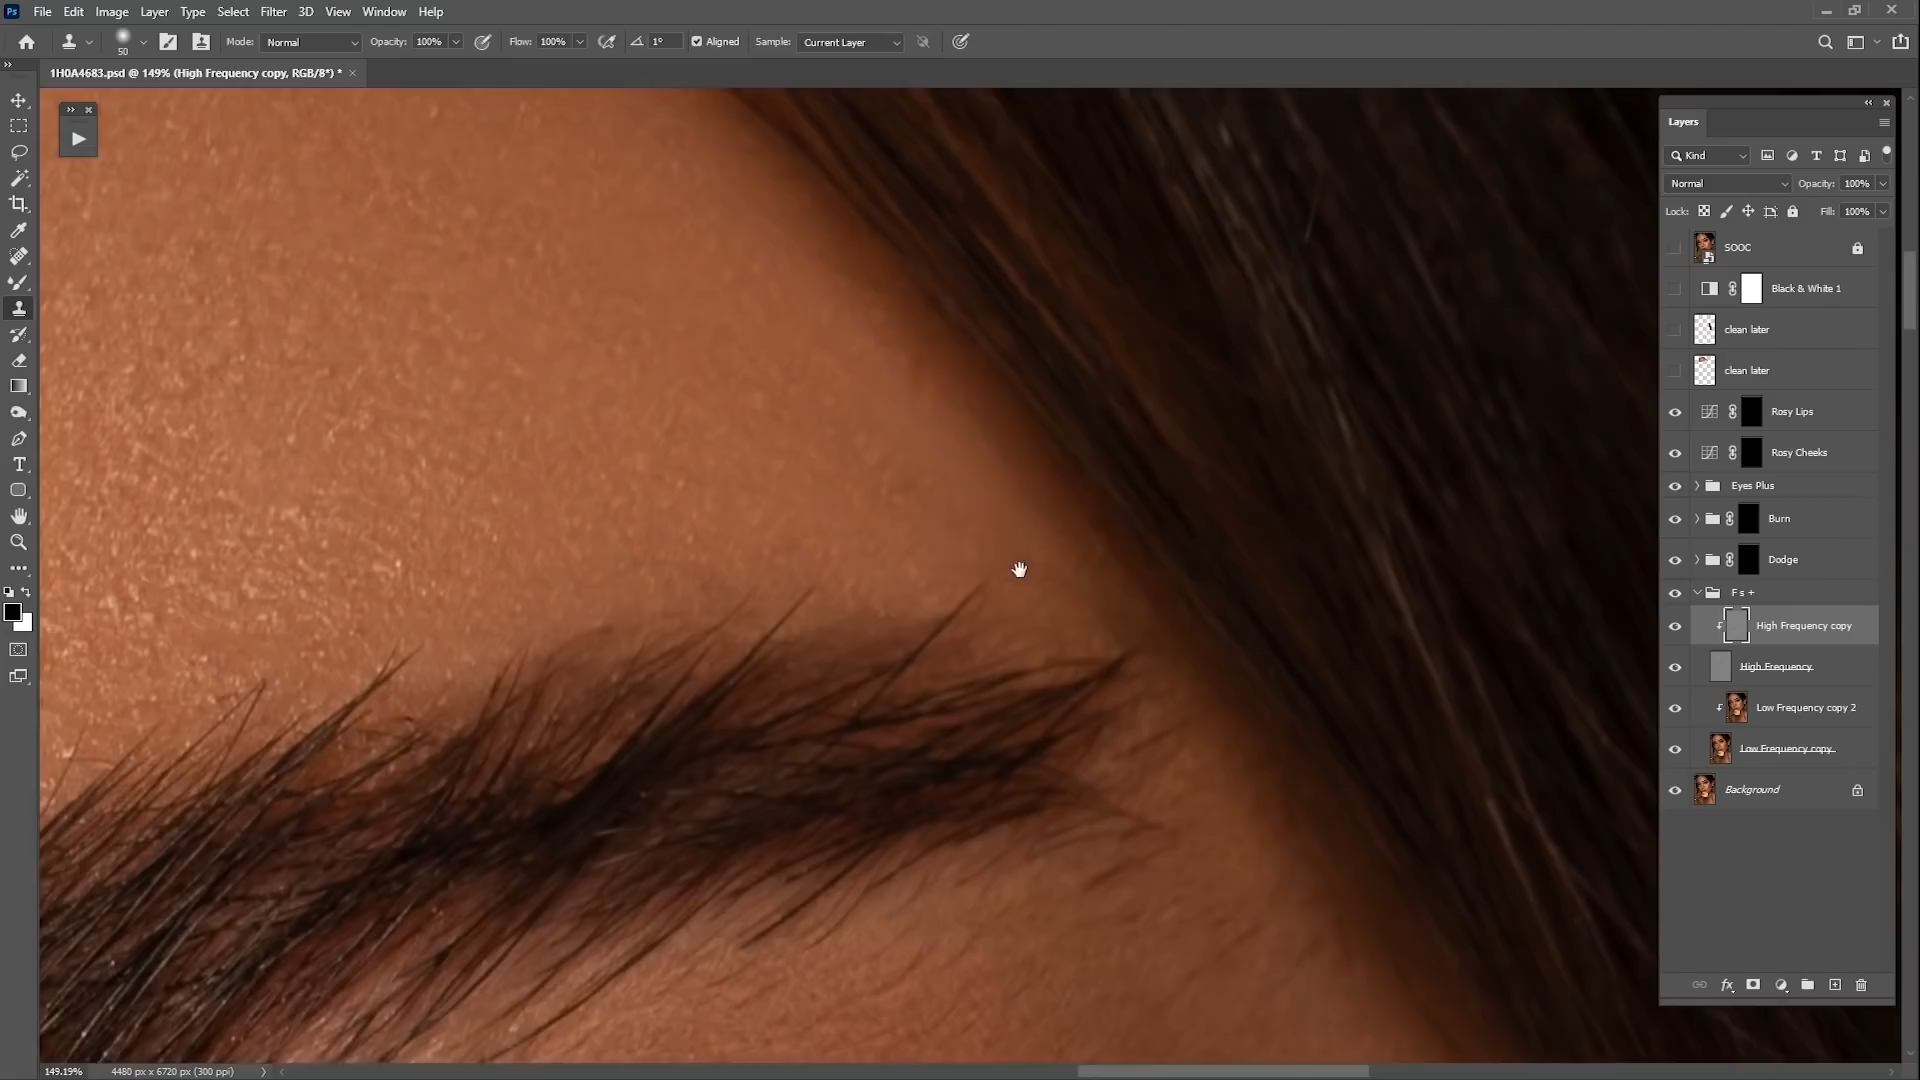 Ps File Edit Image Layer Type Select Filter 3D View Window Help
50 Mode: Normal Opacity: 100% Flow: 100% 1° Aligned Sample: Current Layer
1H0A4683.psd @ 149% (High Frequency copy, RGB/8*) *
Layers
Kind
Normal Opacity: 100%
Lock: Fill: 100%
SOOC
Black & White 1
clean later
clean later
Rosy Lips
Rosy Cheeks
Eyes Plus
Burn
Dodge
F s +
High Frequency copy
High Frequency
Low Frequency copy 2
Low Frequency copy
Background
fx
149.19% 4480 px x 6720 px (300 ppi)